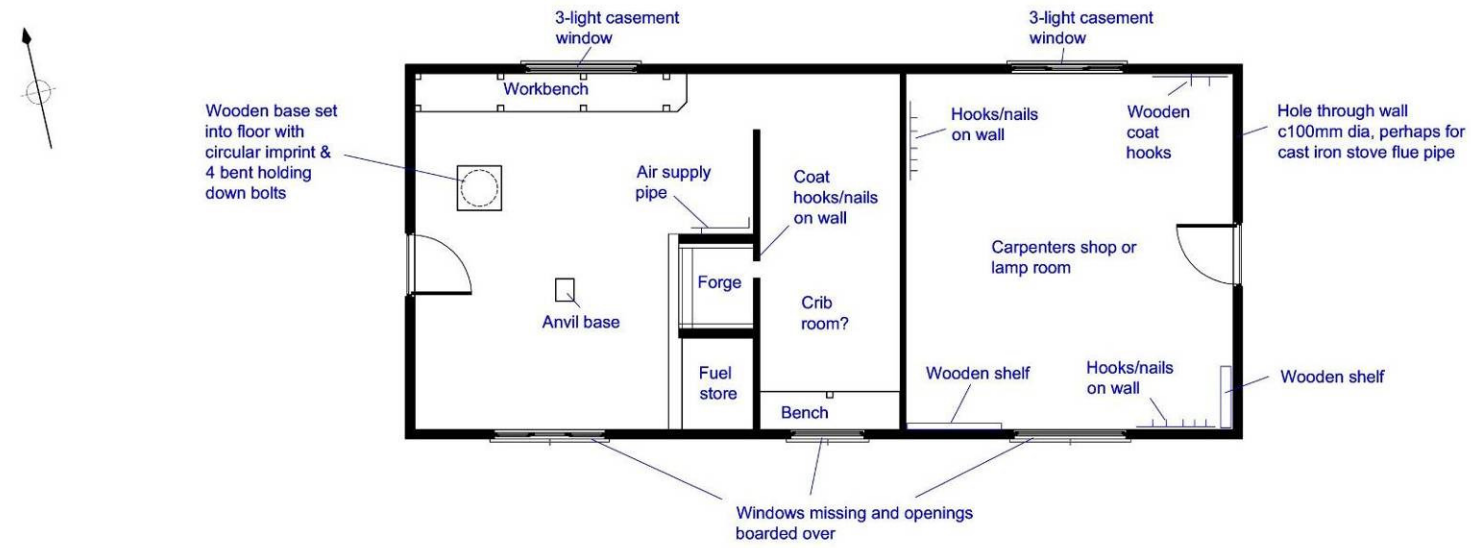 3-light casement
window
3-light casement
window
Workbench
Wooden base set
into floor with
circular imprint &
4 bent holding
down bolts
Hooks/nails
on wall
Wooden
coat
hooks
Hole through wall
c100mm dia, perhaps for
cast iron stove flue pipe
Air supply
pipe
Coat
hooks/nails
on wall
Carpenters shop or
lamp room
Forge
Anvil base
Crib
room?
Fuel
store
Bench
Wooden shelf
Hooks/nails
on wall
Wooden shelf
Windows missing and openings
boarded over